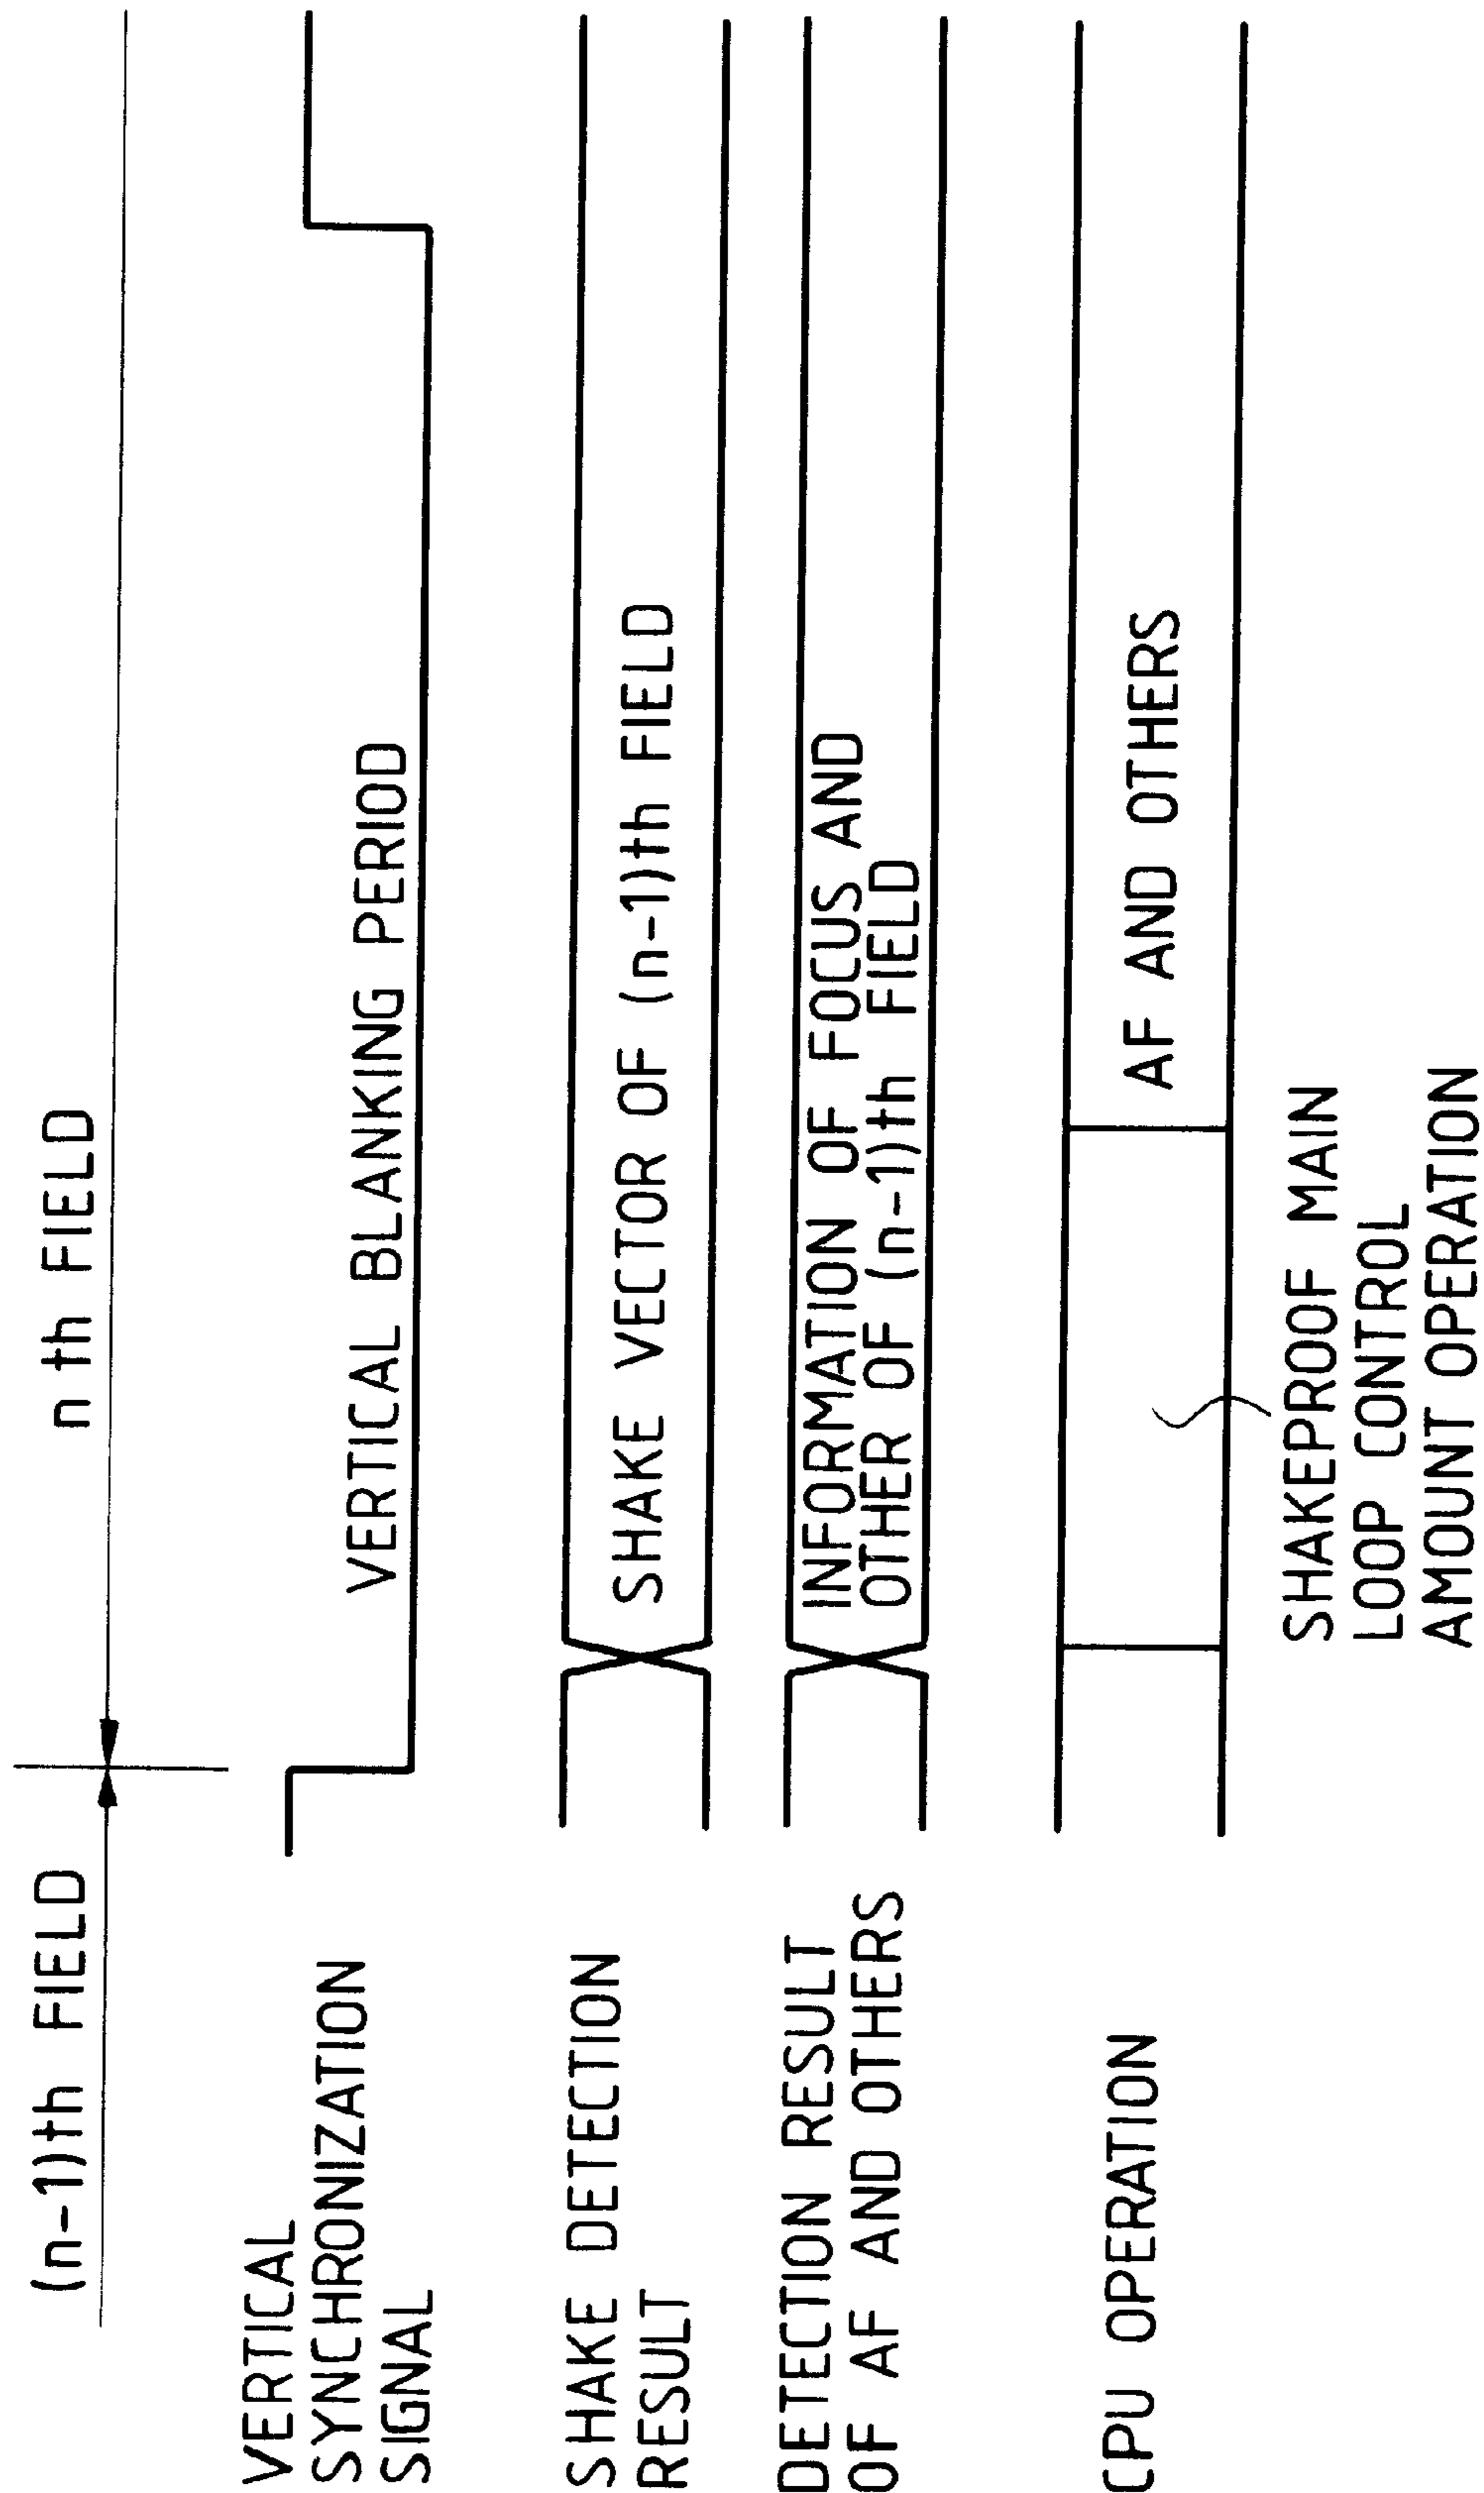 (n-1)th FIELD
n th FIELD
VERTICAL
SYNCHRONIZATION
SIGNAL
VERTICAL BLANKING PERIOD
SHAKE DETECTION
RESULT
SHAKE VECTOR OF (n-1)th FIELD
DETECTION RESULT
OF AF AND OTHERS
INFORMATION OF FOCUS AND
OTHER OF (n-1)th FIELD
CPU OPERATION
AF AND OTHERS
SHAKEPROOF MAIN
LOOP CONTROL
AMOUNT OPERATION